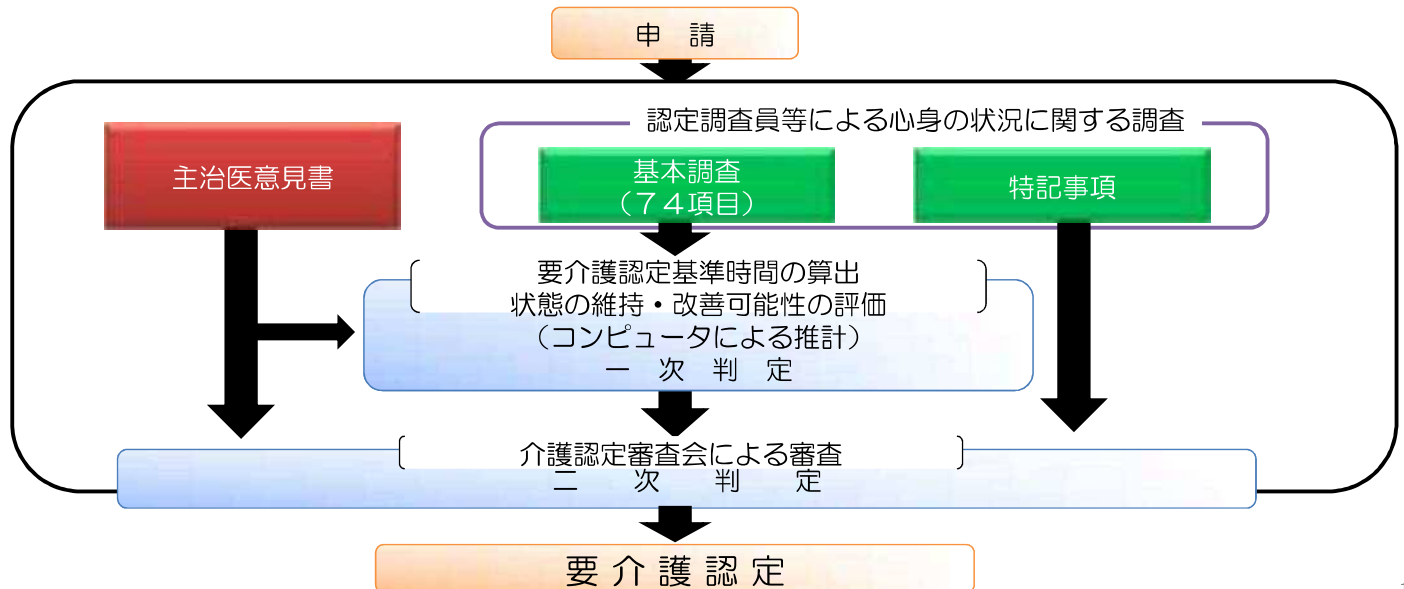 申 請
認定調査員等による心身の状況に関する調査
主治医意見書
基本調査
（７４項目）
特記事項
要介護認定基準時間の算出
状態の維持・改善可能性の評価
（コンピュータによる推計）
一 次 判 定
介護認定審査会による審査
二 次 判 定
要 介 護 認 定